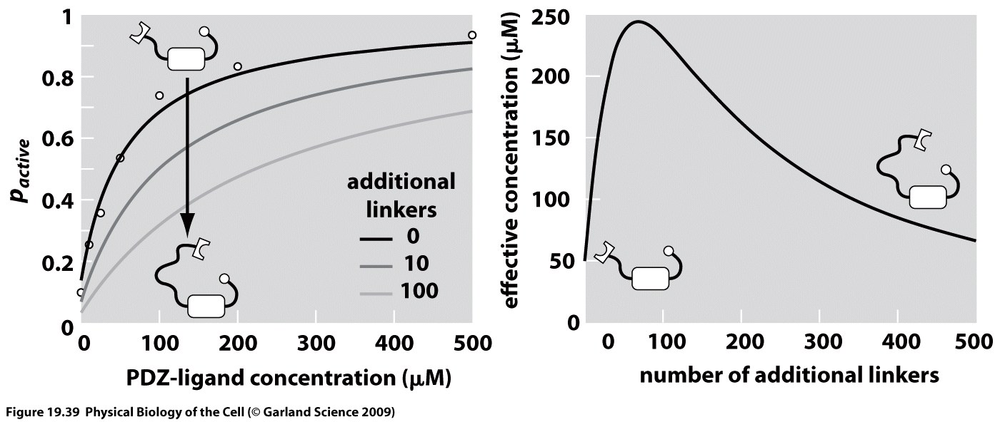 1
0.8
0.6
0.4
0.2
0
pactive
additional
linkers
0
10
100
0 100 200 300 400 500
PDZ-ligand concentration (μM)
250
200
150
100
50
0
effective concentration (μM)
0 100 200 300 400 500
number of additional linkers
Figure 19.39 Physical Biology of the Cell (© Garland Science 2009)